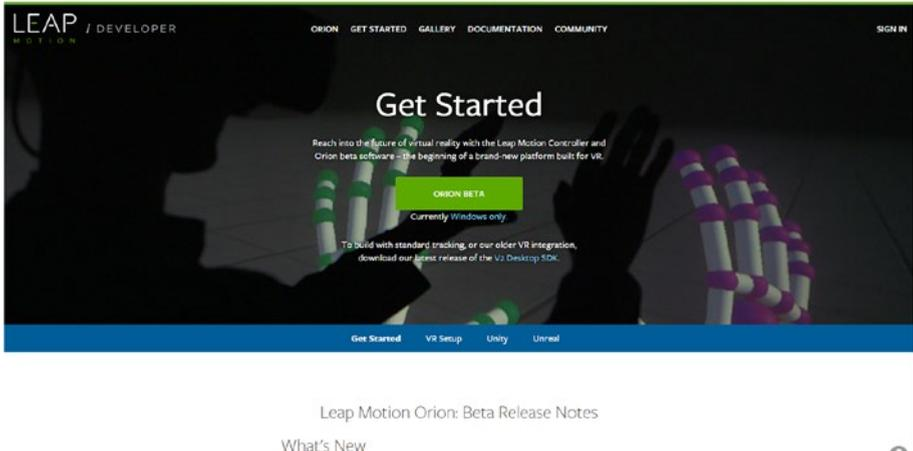 LEAP MOTION / DEVELOPER
ORION GET STARTED GALLERY DOCUMENTATION COMMUNITY
SIGN IN
Get Started
Reach into the future of virtual reality with the Leap Motion Controller and
Orion beta software – the beginning of a brand-new platform built for VR.
ORION BETA
Currently Windows only.
To build with standard tracking, or our older VR integration,
download our latest release of the V2 Desktop SDK.
Get Started VR Setup Unity Unreal
Leap Motion Orion: Beta Release Notes
What's New